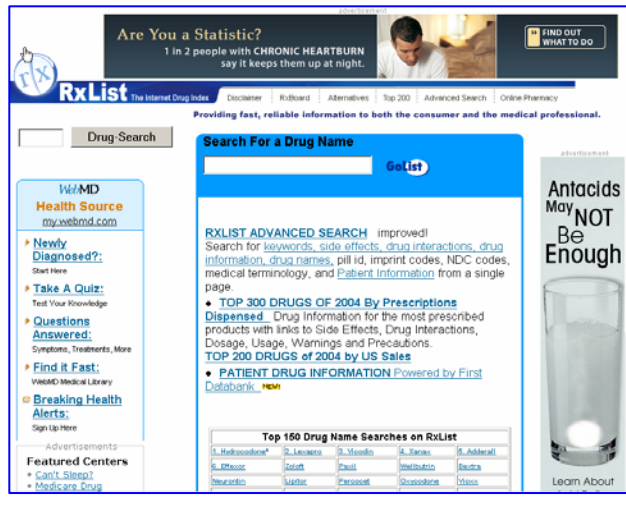 advertisement
Are You a Statistic?
1 in 2 people with CHRONIC HEARTBURN
say it keeps them up at night.
FIND OUT
WHAT TO DO
rx
RxList The Internet Drug Index
Disclaimer RxBoard Alternatives Top 200 Advanced Search Online Pharmacy
Providing fast, reliable information to both the consumer and the medical professional.
Drug-Search
WebMD
Health Source
my.webmd.com
Newly
Diagnosed?:
Start Here
Take A Quiz:
Test Your Knowledge
Questions
Answered:
Symptoms, Treatments, More
Find it Fast:
WebMD Medical Library
Breaking Health
Alerts:
Sign Up Here
Advertisements
Featured Centers
• Can't Sleep?
• Medicare Drug
Search For a Drug Name
GoList
RXLIST ADVANCED SEARCH improved!
Search for keywords, side effects, drug interactions, drug
information, drug names, pill id, imprint codes, NDC codes,
medical terminology, and Patient Information from a single
page.
• TOP 300 DRUGS OF 2004 By Prescriptions
Dispensed Drug Information for the most prescribed
products with links to Side Effects, Drug Interactions,
Dosage, Usage, Warnings and Precautions.
TOP 200 DRUGS of 2004 by US Sales
• PATIENT DRUG INFORMATION Powered by First
Databank NEW!
Top 150 Drug Name Searches on RxList
1. Hydrocodone* 2. Lexapro 3. Vicodin 4. Xanax 5. Adderall
6. Effexor Zoloft Paxil Wellbutrin Bextra
Neurontin Lipitor Percocet Oxycodone Vioxx
advertisement
Antacids
May NOT
Be
Enough
Learn About